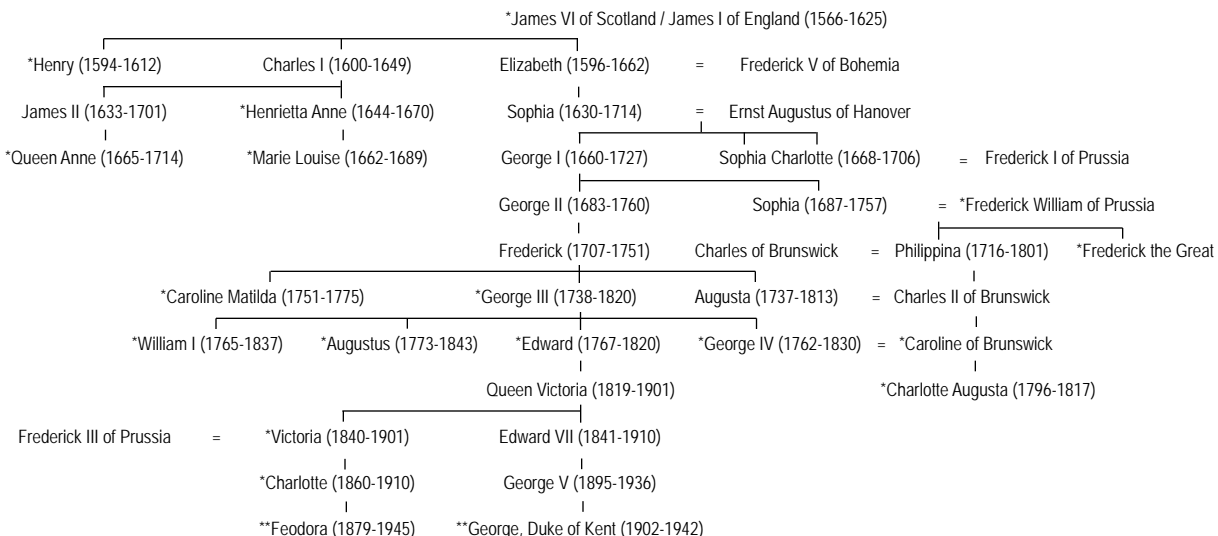 *James VI of Scotland / James I of England (1566-1625)
*Henry (1594-1612) Charles I (1600-1649) Elizabeth (1596-1662) = Frederick V of Bohemia
James II (1633-1701) *Henrietta Anne (1644-1670) Sophia (1630-1714) = Ernst Augustus of Hanover
*Queen Anne (1665-1714) *Marie Louise (1662-1689) George I (1660-1727) Sophia Charlotte (1668-1706) = Frederick I of Prussia
George II (1683-1760) Sophia (1687-1757) = *Frederick William of Prussia
Frederick (1707-1751) Charles of Brunswick = Philippina (1716-1801) *Frederick the Great
*Caroline Matilda (1751-1775) *George III (1738-1820) Augusta (1737-1813) = Charles II of Brunswick
*William I (1765-1837) *Augustus (1773-1843) *Edward (1767-1820) *George IV (1762-1830) = *Caroline of Brunswick
Queen Victoria (1819-1901) *Charlotte Augusta (1796-1817)
Frederick III of Prussia = *Victoria (1840-1901) Edward VII (1841-1910)
*Charlotte (1860-1910) George V (1895-1936)
**Feodora (1879-1945) **George, Duke of Kent (1902-1942)